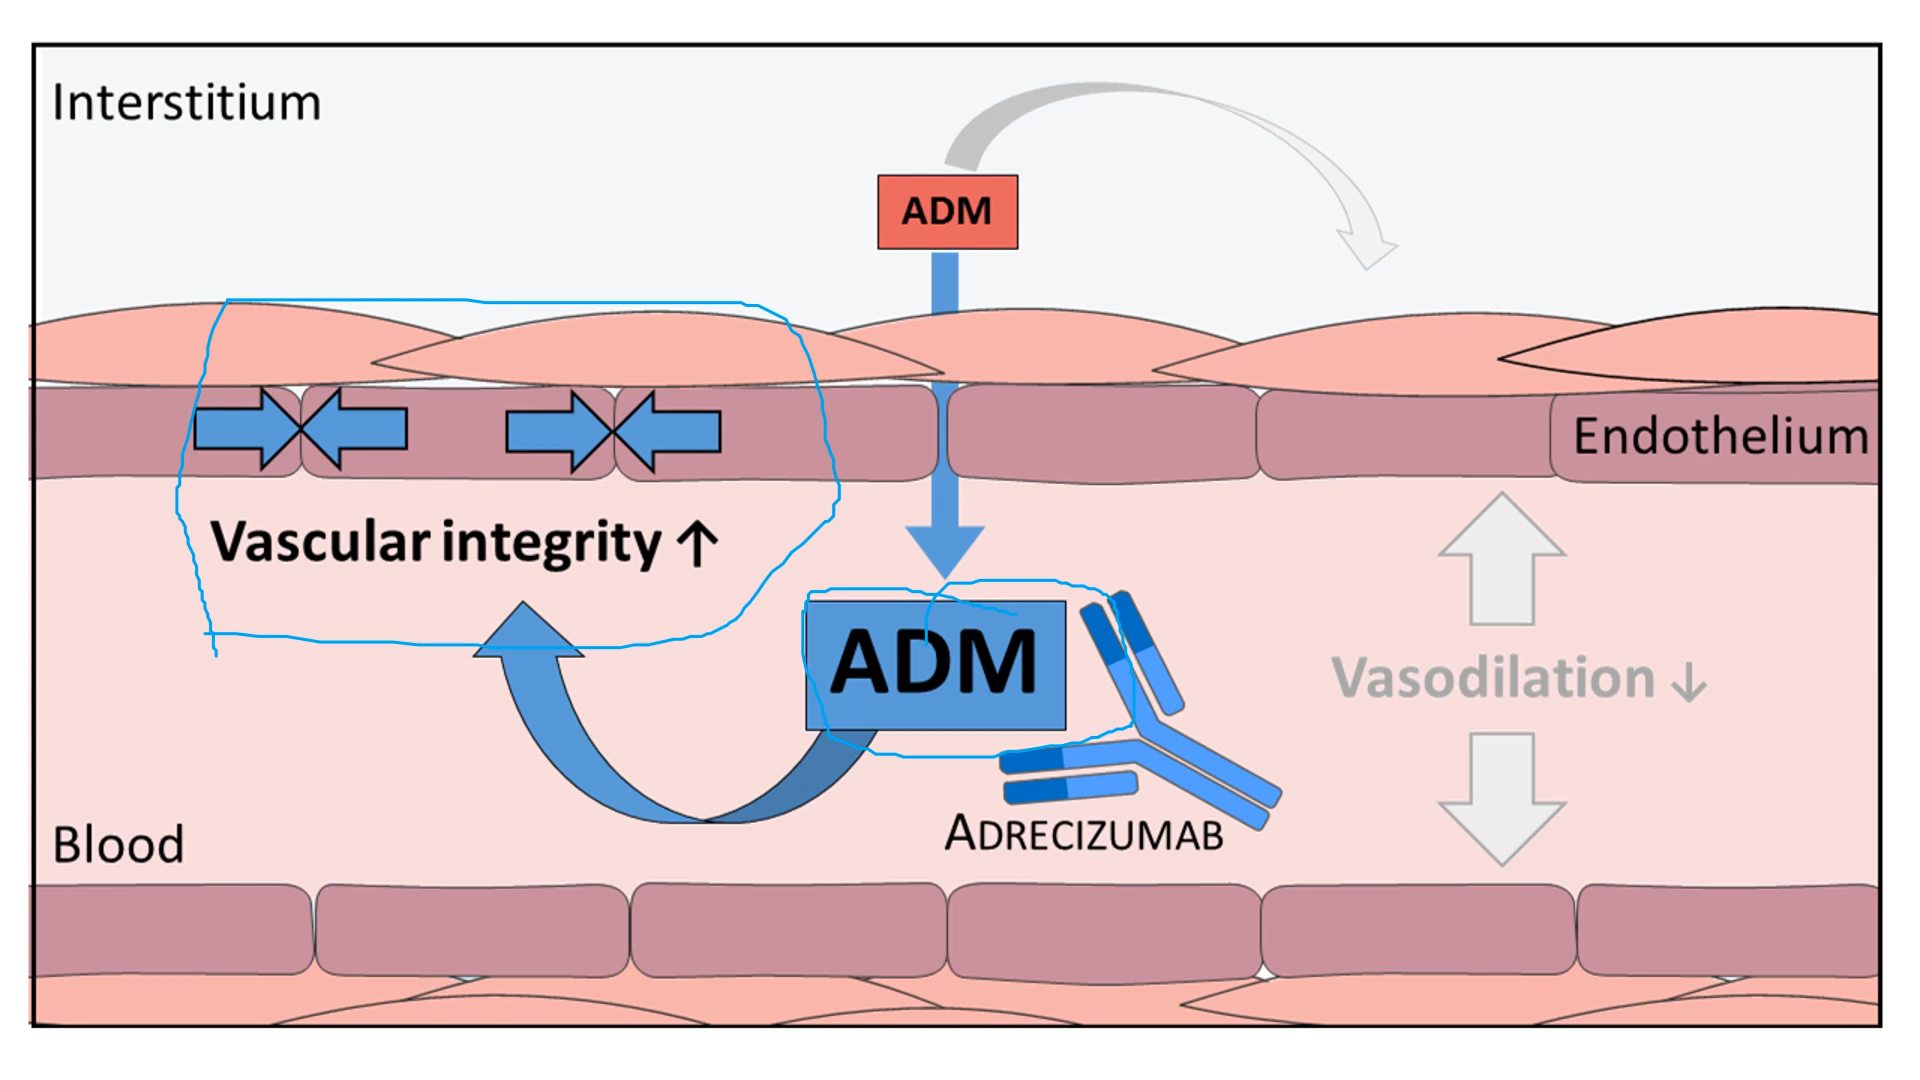 Interstitium
ADM
Endothelium
Vascular integrity ↑
ADM
Vasodilation ↓
ADRECIZUMAB
Blood